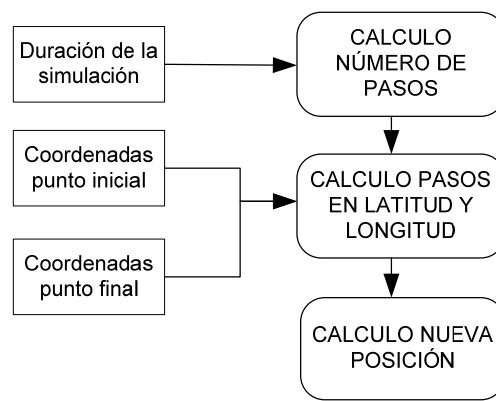 Duración de la
simulación
CALCULO
NÚMERO DE
PASOS
Coordenadas
punto inicial
CALCULO PASOS
EN LATITUD Y
LONGITUD
Coordenadas
punto final
CALCULO NUEVA
POSICIÓN